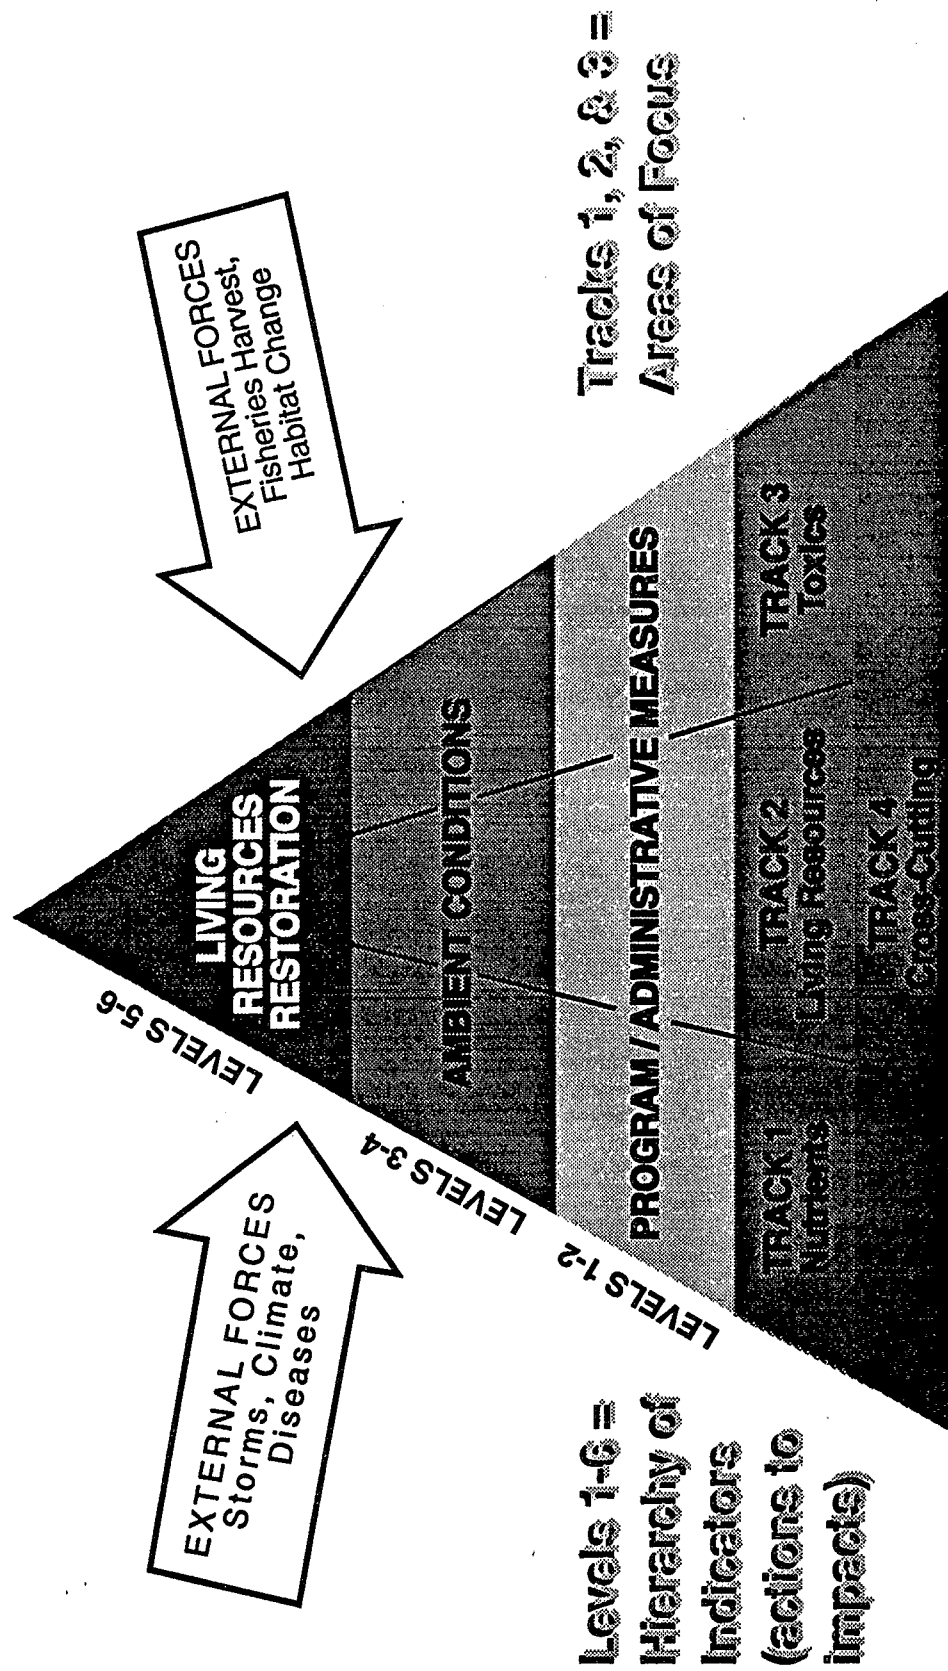 EXTERNAL FORCES
Storms, Climate,
Diseases
EXTERNAL FORCES
Fisheries Harvest,
Habitat Change
LEVELS 5-6
LIVING
RESOURCES
RESTORATION
LEVELS 3-4
AMBIENT CONDITIONS
LEVELS 1-2
PROGRAM / ADMINISTRATIVE MEASURES
TRACK 1
Nutrients
TRACK 2
Living Resources
TRACK 3
Toxics
TRACK 4
Cross-Cutting
Levels 1-6 =
Hierarchy of
Indicators
(actions to
impacts)
Tracks 1, 2, & 3 =
Areas of Focus